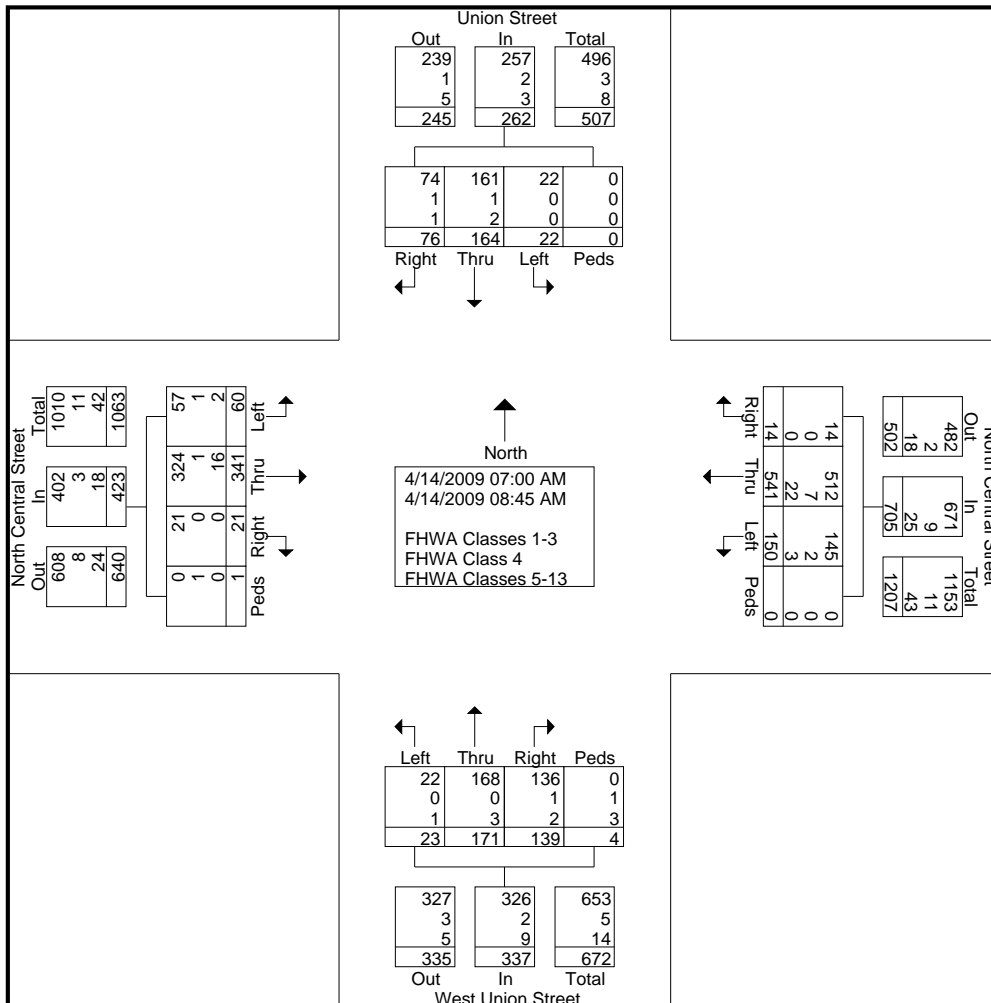 Union Street
Out In Total
239 257 496
1 2 3
5 3 8
245 262 507
74 161 22 0
1 1 0 0
1 2 0 0
76 164 22 0
Right Thru Left Peds
North Central Street
Total In Out
1010 402 608
11 3 8
42 18 24
1063 423 640
Left Thru Right Peds
57 324 21 0
1 1 0 1
2 16 0 0
60 341 21 1
North
4/14/2009 07:00 AM
4/14/2009 08:45 AM
FHWA Classes 1-3
FHWA Class 4
FHWA Classes 5-13
Right Thru Left Peds
14 512 145 0
0 7 2 0
0 22 3 0
14 541 150 0
North Central Street
Out In Total
482 671 1153
2 9 11
18 25 43
502 705 1207
Left Thru Right Peds
22 168 136 0
0 0 1 1
1 3 2 3
23 171 139 4
327 326 653
3 2 5
5 9 14
335 337 672
Out In Total
West Union Street